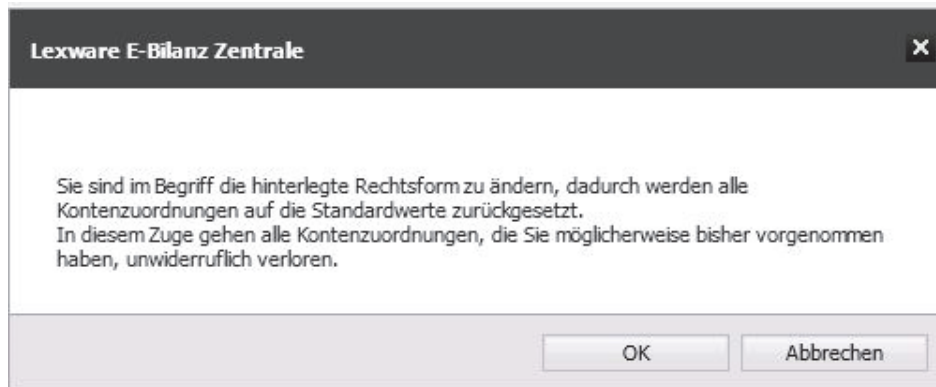 Lexware E-Bilanz Zentrale
Sie sind im Begriff die hinterlegte Rechtsform zu ändern, dadurch werden alle
Kontenzuordnungen auf die Standardwerte zurückgesetzt.
In diesem Zuge gehen alle Kontenzuordnungen, die Sie möglicherweise bisher vorgenommen
haben, unwiderruflich verloren.
OK Abbrechen